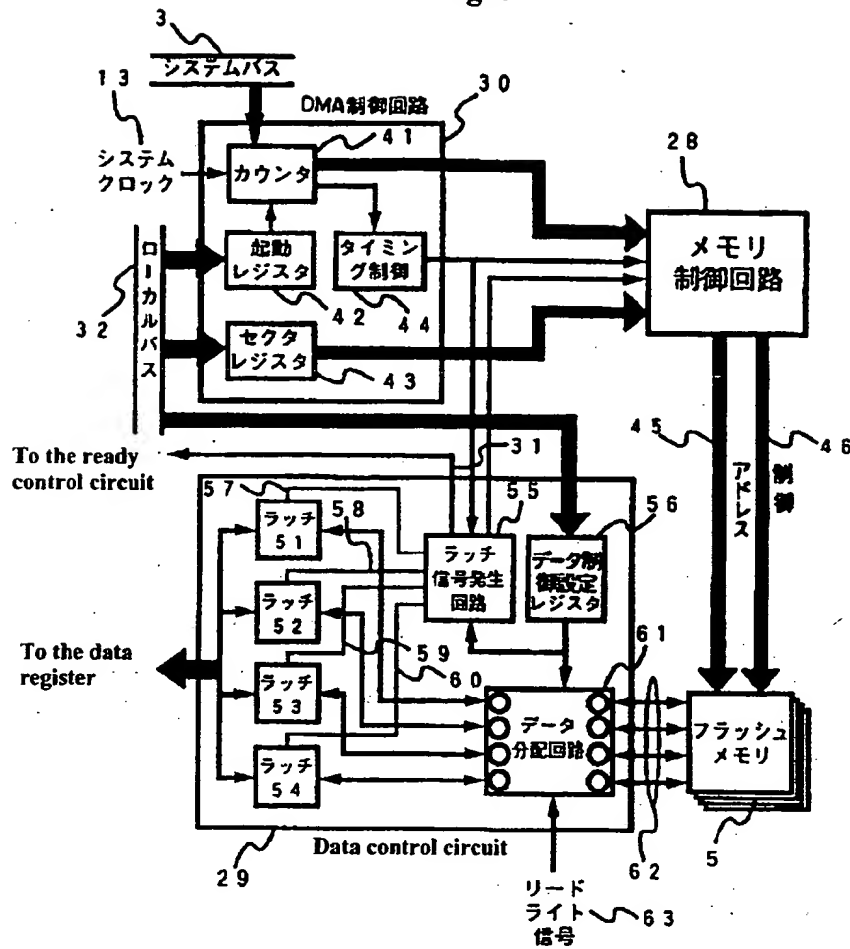 3
システムバス
13
システム
クロック
DMA制御回路
30
41
カウンタ
起動
レジスタ
42
タイミン
グ制御
44
セクタ
レジスタ
43
ローカルバス
32
28
メモリ
制御回路
45
アドレス
46
制御
31
To the ready
control circuit
57
ラッチ
51
58
55
ラッチ
信号発生
回路
56
データ制
御設定
レジスタ
ラッチ
52
59
61
To the data
register
ラッチ
53
60
データ
分配回路
フラッシュ
メモリ
ラッチ
54
5
62
29
Data control circuit
リード
ライト
信号
63